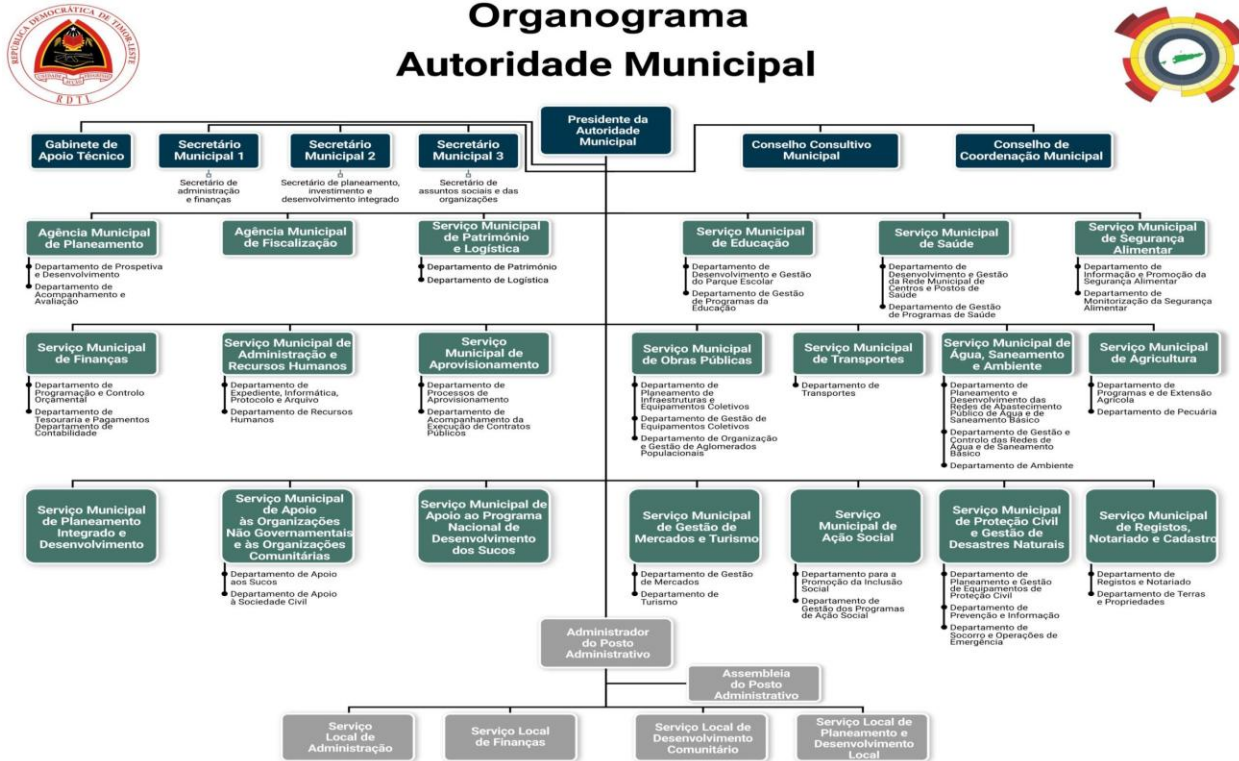 Organograma
Autoridade Municipal
REPÚBLICA DEMOCRÁTICA DE TIMOR-LESTE
UNIDADE
ACÇÃO
PROGRESSO
RDTL
Presidente da
Autoridade
Municipal
Gabinete de
Apoio Técnico
Secretário
Municipal 1
Secretário
Municipal 2
Secretário
Municipal 3
Conselho Consultivo
Municipal
Conselho de
Coordenação Municipal
Secretário de
administração
e finanças
Secretário de planeamento,
investimento e
desenvolvimento integrado
Secretário de
assuntos sociais e das
organizações
Agência Municipal
de Planeamento
Departamento de Prospetiva
e Desenvolvimento
Departamento de
Acompanhamento e
Avaliação
Agência Municipal
de Fiscalização
Serviço Municipal
de Património
e Logística
Departamento de Património
Departamento de Logística
Serviço Municipal
de Educação
Departamento de
Desenvolvimento e Gestão
do Parque Escolar
Departamento de Gestão
de Programas da
Educação
Serviço Municipal
de Saúde
Departamento de
Desenvolvimento e Gestão
da Rede Municipal de
Centros e Postos de
Saúde
Departamento de Gestão
de Programas de Saúde
Serviço Municipal
de Segurança
Alimentar
Departamento de
Informação e Promoção da
Segurança Alimentar
Departamento de
Monitorização da Segurança
Alimentar
Serviço Municipal
de Finanças
Departamento de
Programação e Controlo
Orçamental
Departamento de
Tesouraria e Pagamentos
Departamento de
Contabilidade
Serviço Municipal de
Administração e
Recursos Humanos
Departamento de
Expediente, Informática,
Protocolo e Arquivo
Departamento de Recursos
Humanos
Serviço
Municipal de
Aprovisionamento
Departamento de
Processos de
Aprovisionamento
Departamento de
Acompanhamento da
Execução de Contratos
Públicos
Serviço Municipal
de Obras Públicas
Departamento de
Planeamento de
Infraestruturas e
Equipamentos Coletivos
Departamento de Gestão de
Equipamentos Coletivos
Departamento de Organização
e Gestão de Aglomerados
Populacionais
Serviço Municipal
de Transportes
Departamento de
Transportes
Serviço Municipal de
Água, Saneamento
e Ambiente
Departamento de
Planeamento e
Desenvolvimento das
Redes de Abastecimento
Público de Água e de
Saneamento Básico
Departamento de Gestão e
Controlo das Redes de
Água e de Saneamento
Básico
Departamento de Ambiente
Serviço Municipal
de Agricultura
Departamento de
Programas e de Extensão
Agrícola
Departamento de Pecuária
Serviço Municipal
de Planeamento
Integrado e
Desenvolvimento
Serviço Municipal
de Apoio
às Organizações
Não Governamentais
e às Organizações
Comunitárias
Departamento de Apoio
aos Sucos
Departamento de Apoio
à Sociedade Civil
Serviço Municipal de
Apoio ao Programa
Nacional de
Desenvolvimento
dos Sucos
Serviço Municipal
de Gestão de
Mercados e Turismo
Departamento de Gestão
de Mercados
Departamento de
Turismo
Serviço
Municipal de
Ação Social
Departamento para a
Promoção da Inclusão
Social
Departamento de
Gestão dos Programas
de Ação Social
Serviço Municipal
de Proteção Civil
e Gestão de
Desastres Naturais
Departamento de
Planeamento e Gestão
de Equipamentos de
Proteção Civil
Departamento de
Prevenção e Informação
Departamento de
Socorro e Operações de
Emergência
Serviço Municipal
de Registos,
Notariado e Cadastro
Departamento de
Registos e Notariado
Departamento de Terras
e Propriedades
Administrador
do Posto
Administrativo
Assembleia
do Posto
Administrativo
Serviço
Local de
Administração
Serviço Local
de Finanças
Serviço Local de
Desenvolvimento
Comunitário
Serviço Local de
Planeamento e
Desenvolvimento
Local